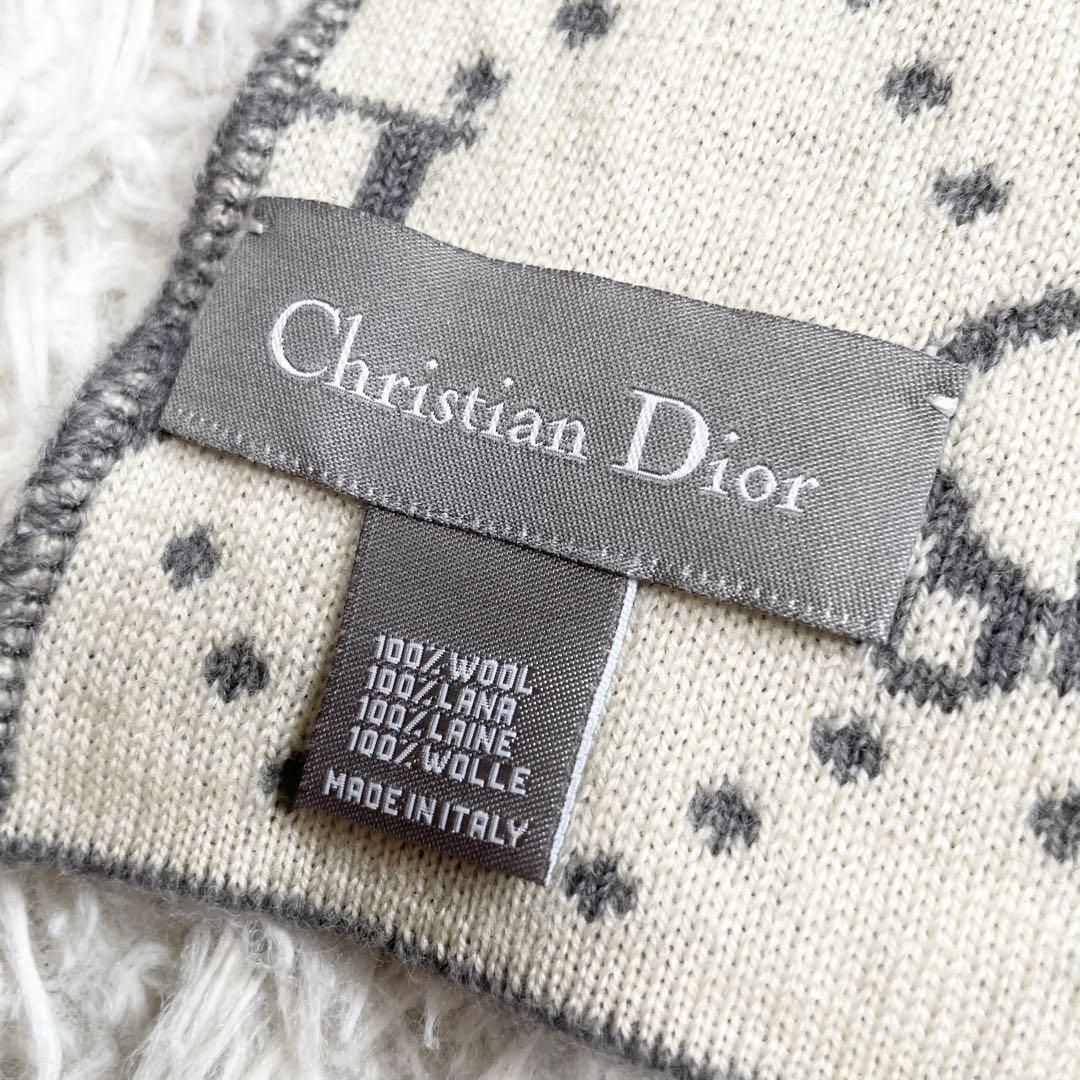 Christian Dior
100% WOOL
100% LANA
100% LAINE
100% WOLLE
MADE IN ITALY